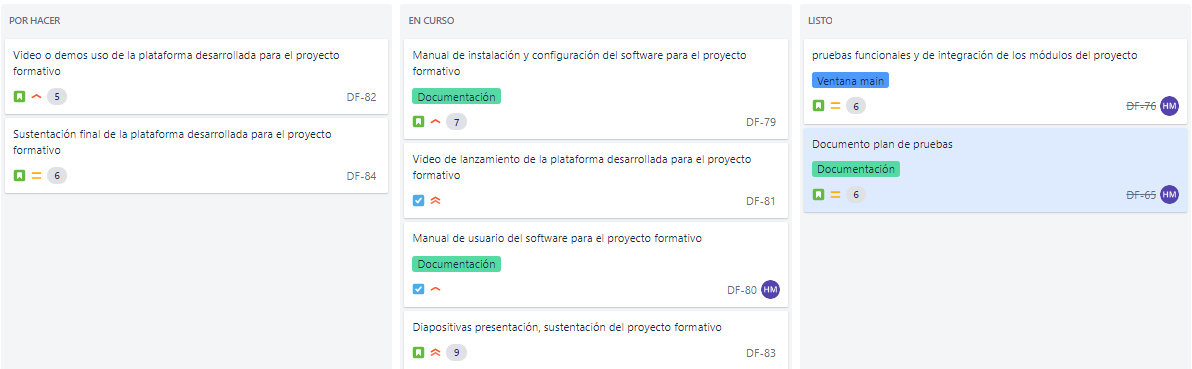 POR HACER
Video o demos uso de la plataforma desarrollada para el proyecto
formativo
5
DF-82
Sustentación final de la plataforma desarrollada para el proyecto
formativo
6
DF-84
EN CURSO
Manual de instalación y configuración del software para el proyecto
formativo
Documentación
7
DF-79
Video de lanzamiento de la plataforma desarrollada para el proyecto
formativo
DF-81
Manual de usuario del software para el proyecto formativo
Documentación
DF-80 HM
Diapositivas presentación, sustentación del proyecto formativo
9
DF-83
LISTO
pruebas funcionales y de integración de los módulos del proyecto
Ventana main
6
DF-76 HM
Documento plan de pruebas
Documentación
6
DF-65 HM